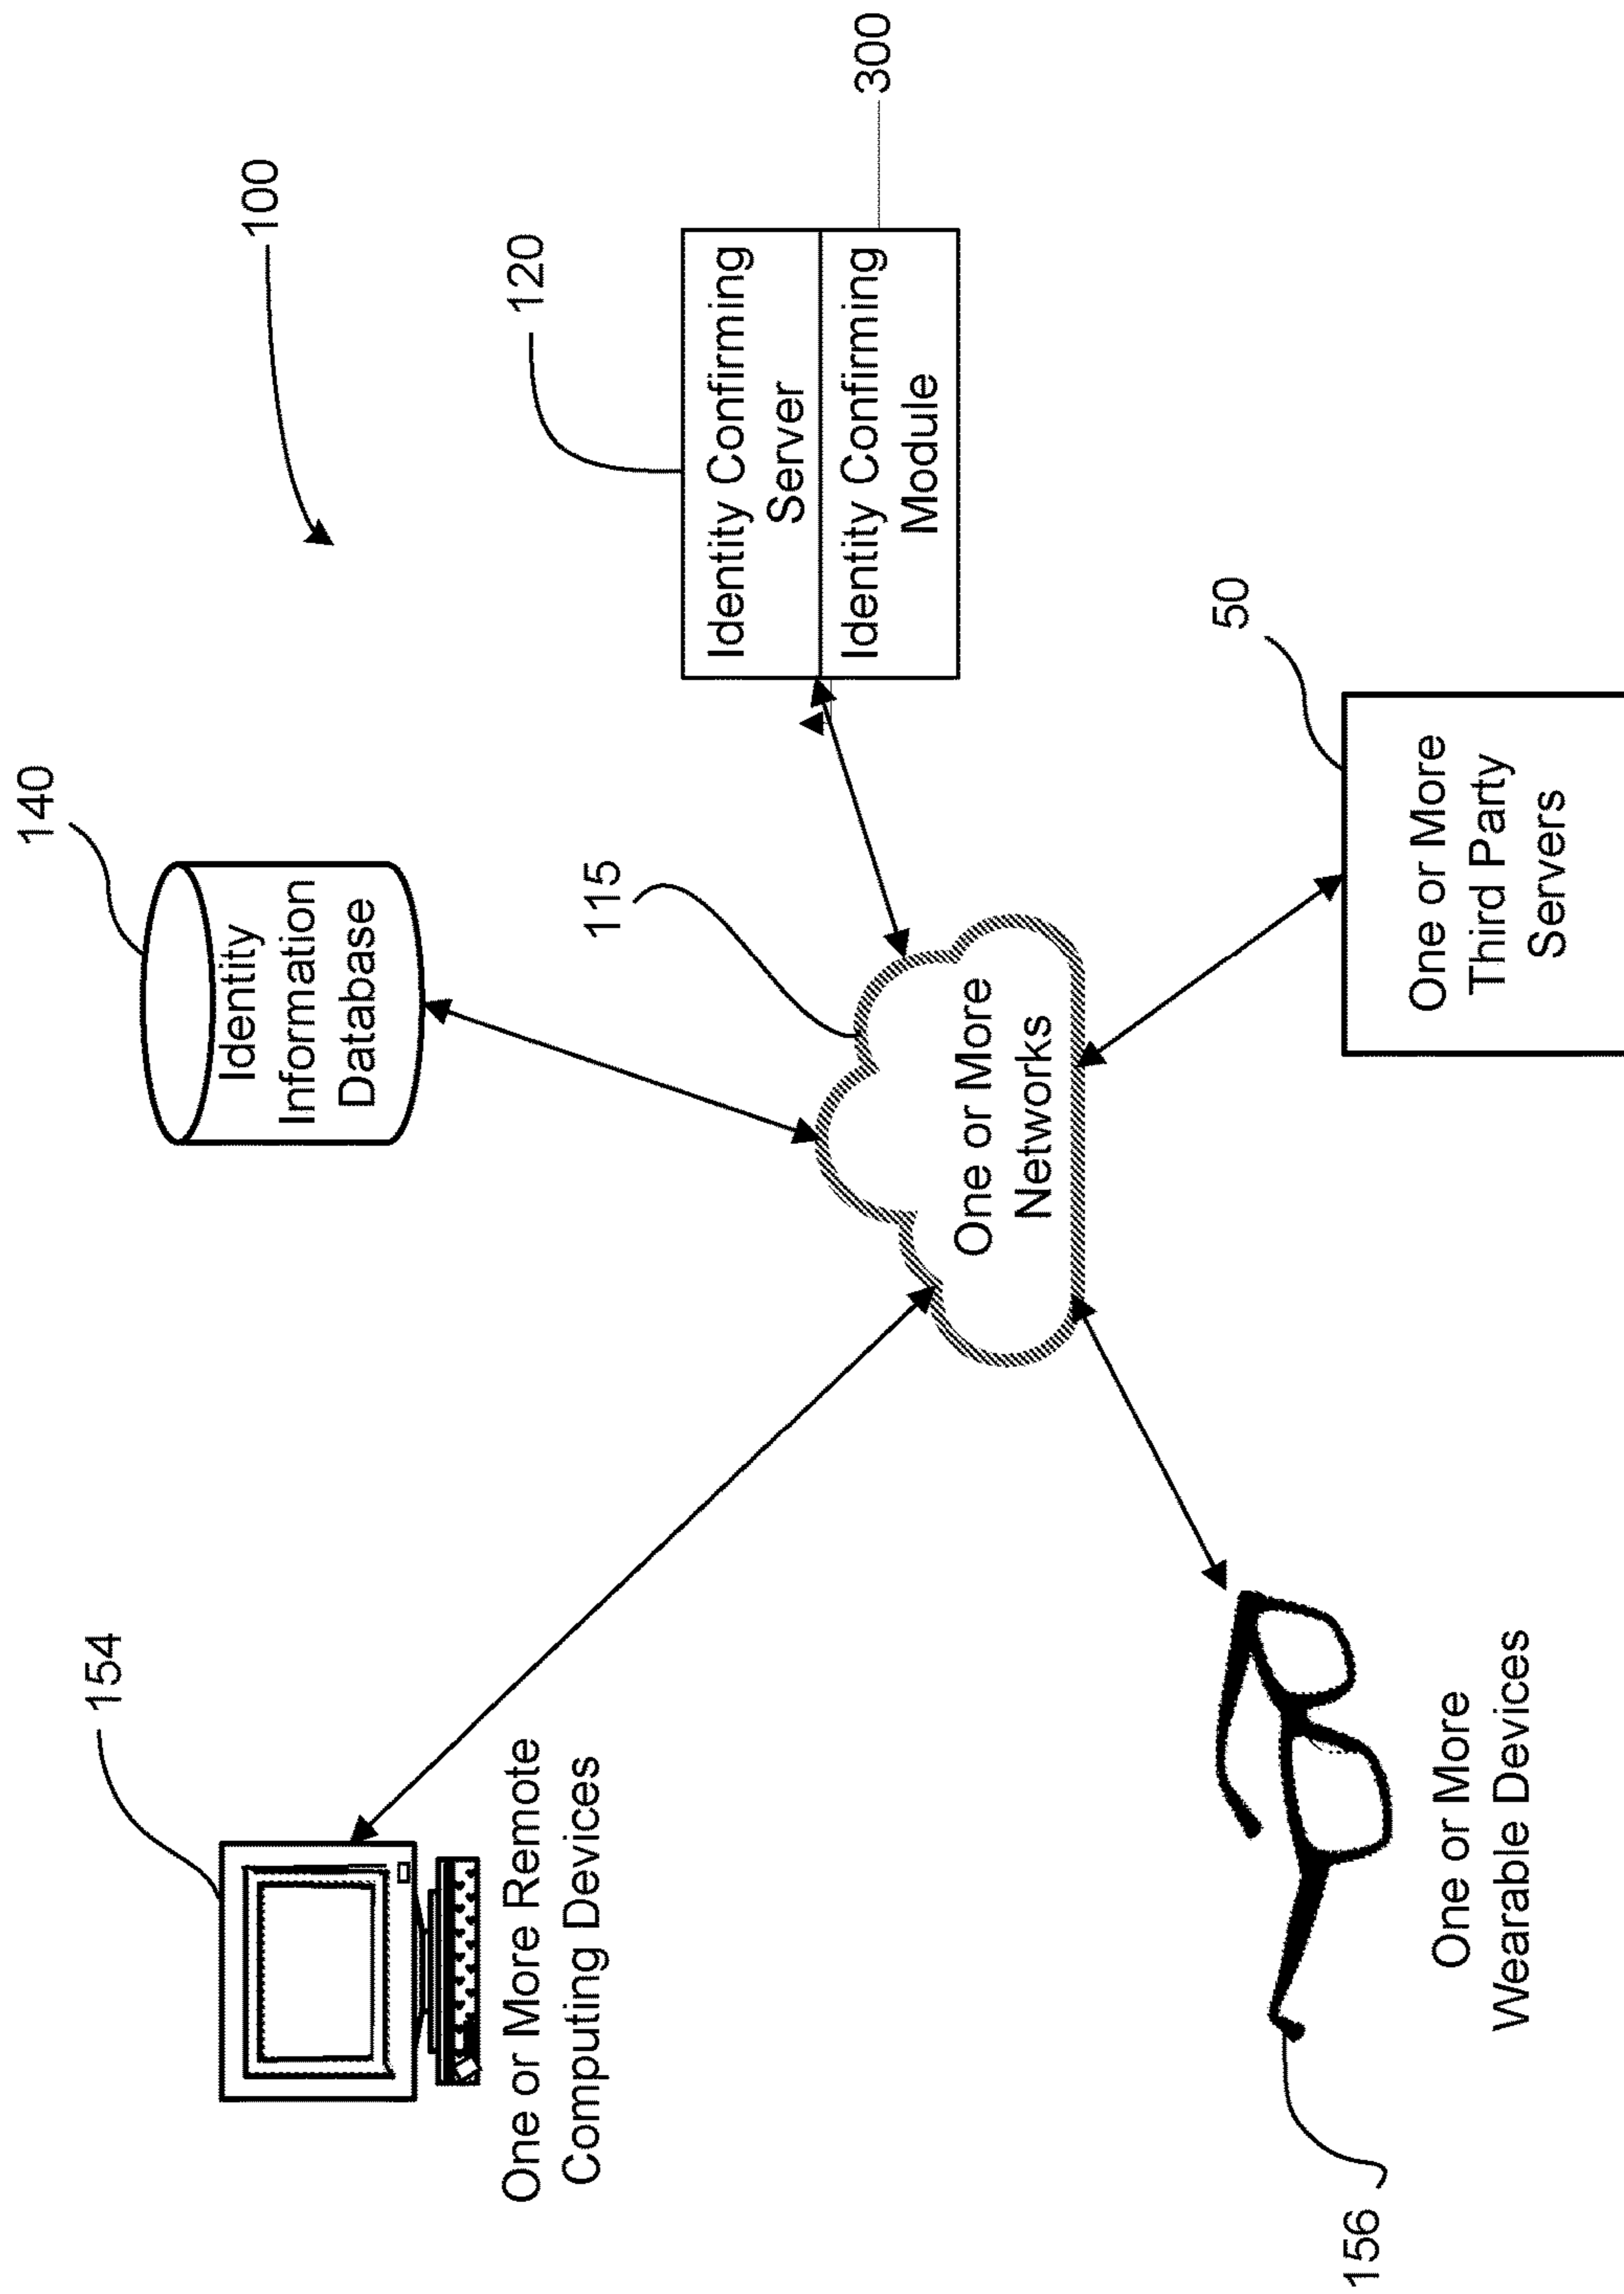 100
140
154
120
Identity
Information
Database
Identity Confirming
Server
Identity Confirming
Module
300
115
One or More Remote
Computing Devices
One or More
Networks
50
One or More
Third Party
Servers
156
One or More
Wearable Devices